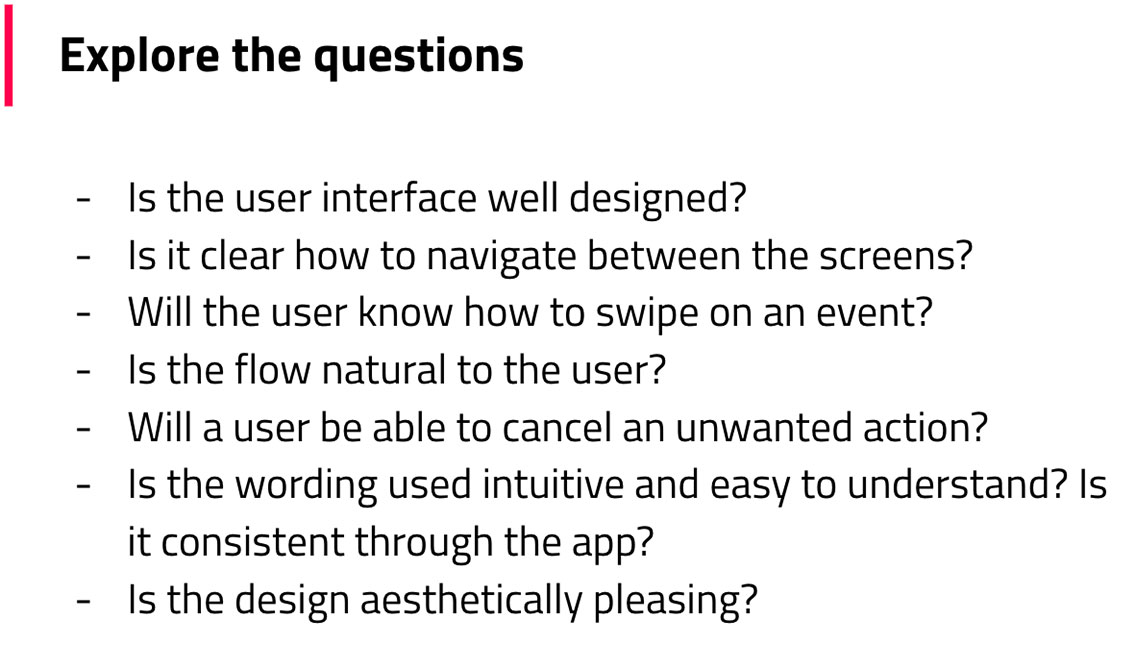 Explore the questions
- Is the user interface well designed?
- Is it clear how to navigate between the screens?
- Will the user know how to swipe on an event?
- Is the flow natural to the user?
- Will a user be able to cancel an unwanted action?
- Is the wording used intuitive and easy to understand? Is
it consistent through the app?
- Is the design aesthetically pleasing?